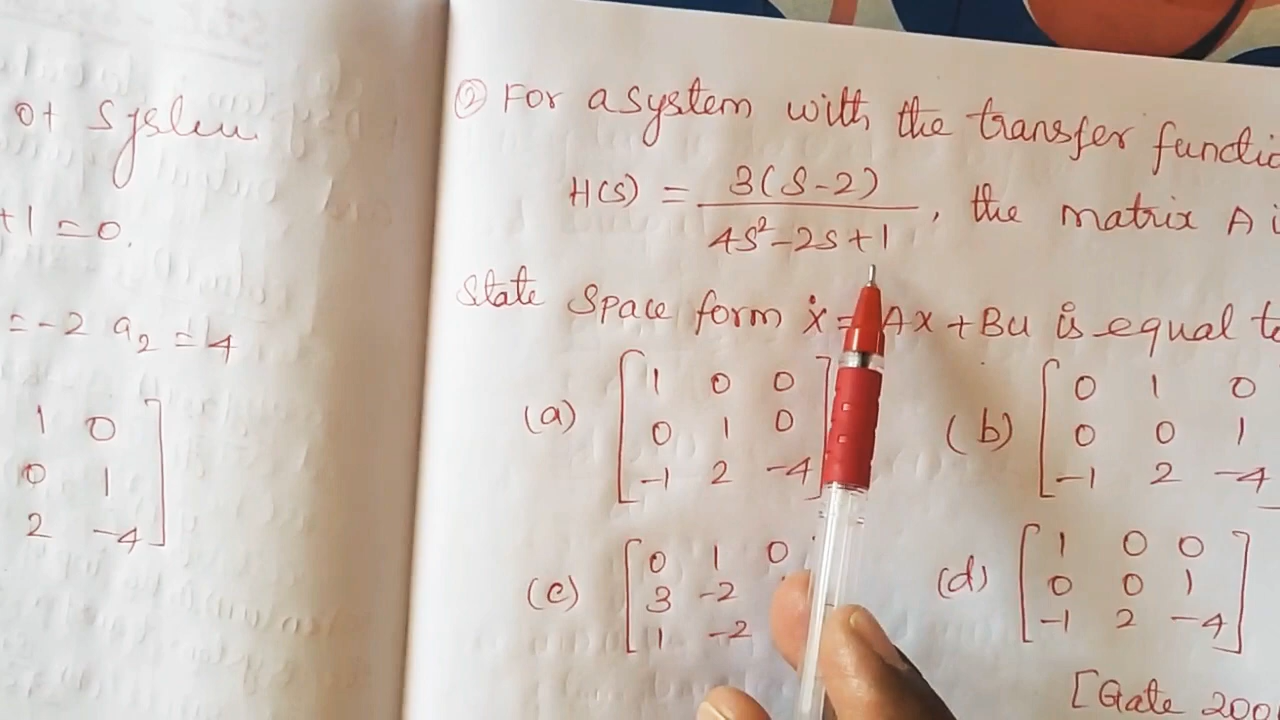 of system
+1 = 0.
= -2 a₂ = 4
1 0
0 1
2 -4
② For a system with the transfer functio
H(s) = 3(s-2) / 4s²-2s+1, the matrix A i
State Space form ẋ = Ax + Bu is equal to
(a) [1 0 0
0 1 0
-1 2 -4]
(b) [0 1 0
0 0 1
-1 2 -4
(c) [0 1 0
3 -2
1 -2
(d) [1 0 0
0 0 1
-1 2 -4]
[Gate 200